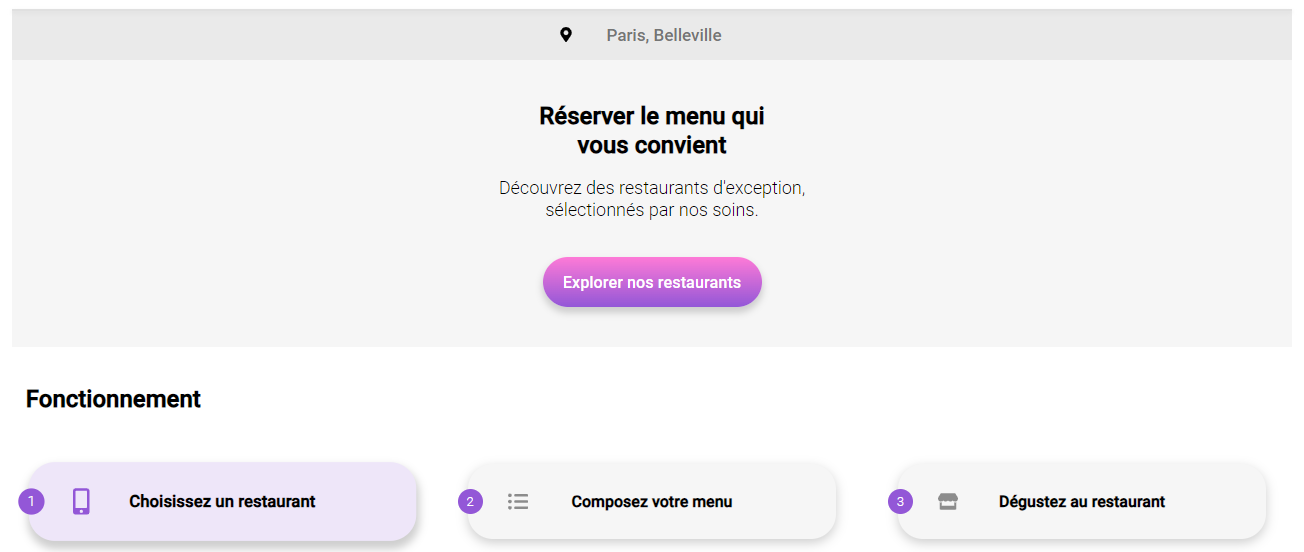 Paris, Belleville
Réserver le menu qui
vous convient
Découvrez des restaurants d'exception,
sélectionnés par nos soins.
Explorer nos restaurants
Fonctionnement
1 Choisissez un restaurant
2 Composez votre menu
3 Dégustez au restaurant